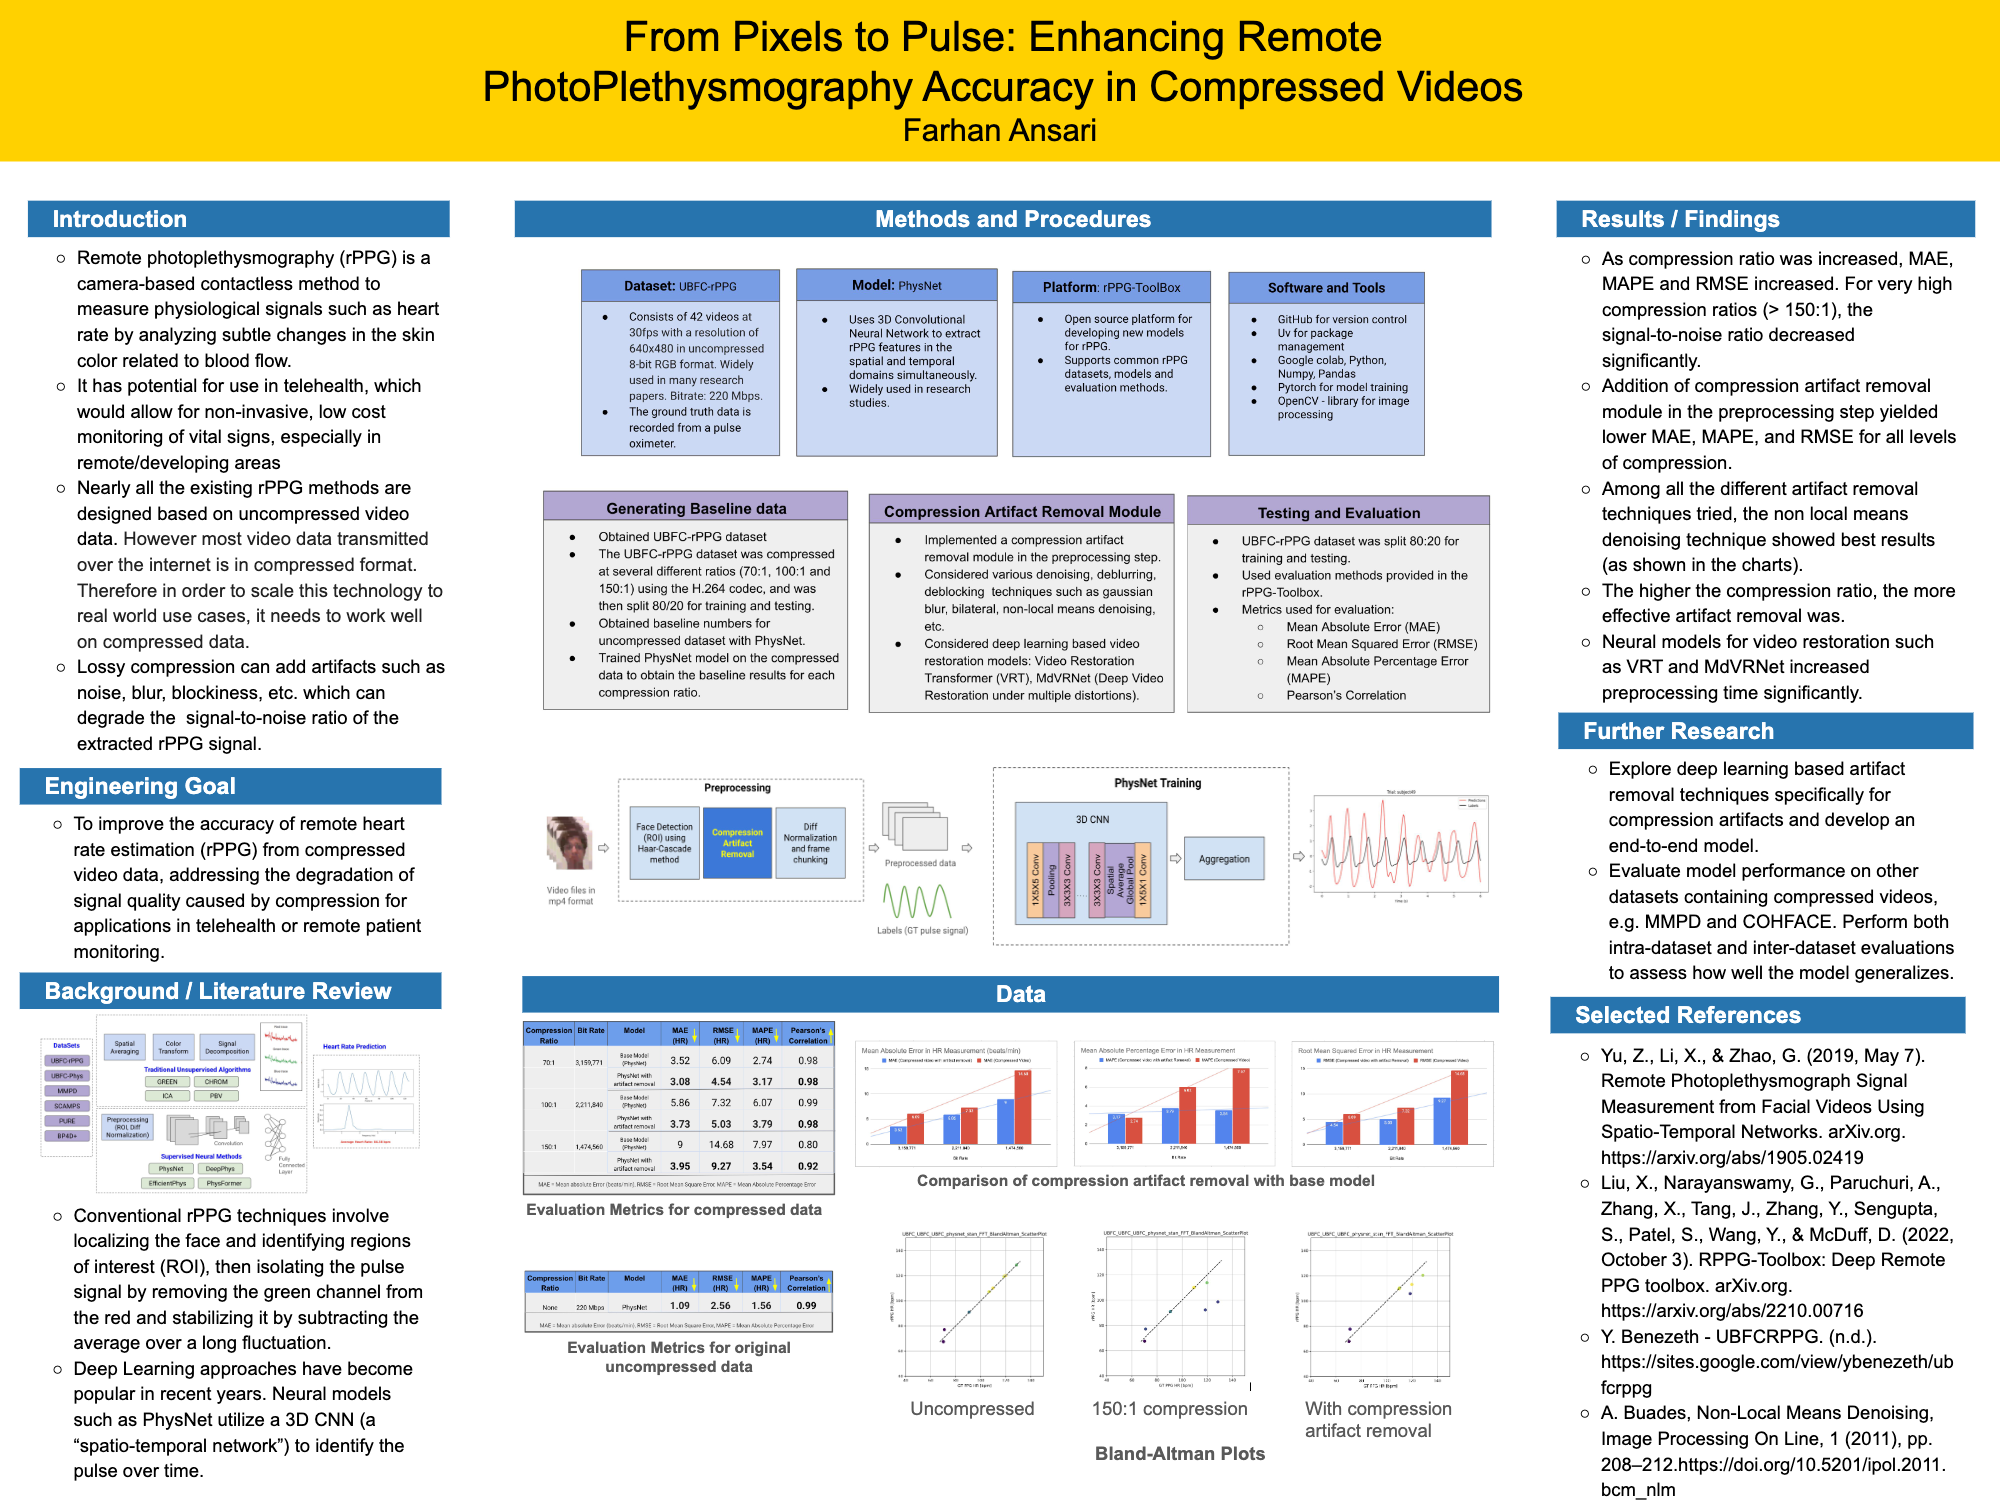 From Pixels to Pulse: Enhancing Remote
PhotoPlethysmography Accuracy in Compressed Videos
Farhan Ansari
Introduction
○ Remote photoplethysmography (rPPG) is a
camera-based contactless method to
measure physiological signals such as heart
rate by analyzing subtle changes in the skin
color related to blood flow.
○ It has potential for use in telehealth, which
would allow for non-invasive, low cost
monitoring of vital signs, especially in
remote/developing areas
○ Nearly all the existing rPPG methods are
designed based on uncompressed video
data. However most video data transmitted
over the internet is in compressed format.
Therefore in order to scale this technology to
real world use cases, it needs to work well
on compressed data.
○ Lossy compression can add artifacts such as
noise, blur, blockiness, etc. which can
degrade the  signal-to-noise ratio of the
extracted rPPG signal.
Engineering Goal
○ To improve the accuracy of remote heart
rate estimation (rPPG) from compressed
video data, addressing the degradation of
signal quality caused by compression for
applications in telehealth or remote patient
monitoring.
Background / Literature Review
DataSets
UBFC-rPPG
UBFC-Phys
MMPD
SCAMPS
PURE
BP4D+
Spatial
Averaging
Color
Transform
Signal
Decomposition
Traditional Unsupervised Algorithms
GREEN
CHROM
ICA
PBV
Preprocessing
(ROI, Diff
Normalization)
Convolution
Fully
Connected
Layer
Supervised Neural Methods
PhysNet
DeepPhys
EfficientPhys
PhysFormer
Heart Rate Prediction
○ Conventional rPPG techniques involve
localizing the face and identifying regions
of interest (ROI), then isolating the pulse
signal by removing the green channel from
the red and stabilizing it by subtracting the
average over a long fluctuation.
○ Deep Learning approaches have become
popular in recent years. Neural models
such as PhysNet utilize a 3D CNN (a
“spatio-temporal network”) to identify the
pulse over time.
Methods and Procedures
Dataset: UBFC-rPPG
● Consists of 42 videos at
30fps with a resolution of
640x480 in uncompressed
8-bit RGB format. Widely
used in many research
papers. Bitrate: 220 Mbps.
● The ground truth data is
recorded from a pulse
oximeter.
Model: PhysNet
● Uses 3D Convolutional
Neural Network to extract
rPPG features in the
spatial and temporal
domains simultaneously.
● Widely used in research
studies.
Platform: rPPG-ToolBox
● Open source platform for
developing new models
for rPPG.
● Supports common rPPG
datasets, models and
evaluation methods.
Software and Tools
● GitHub for version control
● Uv for package
management
● Google colab, Python,
Numpy, Pandas
● Pytorch for model training
● OpenCV - library for image
processing
Generating Baseline data
● Obtained UBFC-rPPG dataset
● The UBFC-rPPG dataset was compressed
at several different ratios (70:1, 100:1 and
150:1) using the H.264 codec, and was
then split 80/20 for training and testing.
● Obtained baseline numbers for
uncompressed dataset with PhysNet.
● Trained PhysNet model on the compressed
data to obtain the baseline results for each
compression ratio.
Compression Artifact Removal Module
● Implemented a compression artifact
removal module in the preprocessing step.
● Considered various denoising, deblurring,
deblocking  techniques such as gaussian
blur, bilateral, non-local means denoising,
etc.
● Considered deep learning based video
restoration models: Video Restoration
Transformer (VRT), MdVRNet (Deep Video
Restoration under multiple distortions).
Testing and Evaluation
● UBFC-rPPG dataset was split 80:20 for
training and testing.
● Used evaluation methods provided in the
rPPG-Toolbox.
● Metrics used for evaluation:
○ Mean Absolute Error (MAE)
○ Root Mean Squared Error (RMSE)
○ Mean Absolute Percentage Error
(MAPE)
○ Pearson's Correlation
Video files in
mp4 format
Preprocessing
Face Detection
(ROI) using
Haar-Cascade
method
Compression
Artifact
Removal
Diff
Normalization
and frame
chunking
Preprocessed data
Labels (GT pulse signal)
PhysNet Training
3D CNN
1X5X5 Conv
Pooling
3X3X3 Conv
3X3X3 Conv
Spatial
Average
Global Pool
1X5X1 Conv
Aggregation
Data
Compression Ratio Bit Rate Model MAE (HR) RMSE (HR) MAPE (HR) Pearson's Correlation
70:1 3,159,771 Base Model (PhysNet) 3.52 6.09 2.74 0.98
PhysNet with artifact removal 3.08 4.54 3.17 0.98
100:1 2,211,840 Base Model (PhysNet) 5.86 7.32 6.07 0.99
PhysNet with artifact removal 3.73 5.03 3.79 0.98
150:1 1,474,560 Base Model (PhysNet) 9 14.68 7.97 0.80
PhysNet with artifact removal 3.95 9.27 3.54 0.92
MAE = Mean absolute Error (beats/min), RMSE = Root Mean Square Error, MAPE = Mean Absolute Percentage Error
Evaluation Metrics for compressed data
Compression Ratio Bit Rate Model MAE (HR) RMSE (HR) MAPE (HR) Pearson's Correlation
None 220 Mbps PhysNet 1.09 2.56 1.56 0.99
MAE = Mean absolute Error (beats/min), RMSE = Root Mean Square Error, MAPE = Mean Absolute Percentage Error
Evaluation Metrics for original
uncompressed data
Mean Absolute Error in HR Measurement (beats/min)
Bit Rate
Mean Absolute Percentage Error in HR Measurement
Bit Rate
Root Mean Squared Error in HR Measurement
Bit Rate
Comparison of compression artifact removal with base model
UBFC_UBFC_UBFC_physnet_stan_FFT_BlandAltman_ScatterPlot
UBFC_UBFC_UBFC_physnet_stan_FFT_BlandAltman_ScatterPlot
UBFC_UBFC_UBFC_physnet_stan_FFT_BlandAltman_ScatterPlot
Uncompressed
150:1 compression
With compression
artifact removal
Bland-Altman Plots
Results / Findings
○ As compression ratio was increased, MAE,
MAPE and RMSE increased. For very high
compression ratios (> 150:1), the
signal-to-noise ratio decreased
significantly.
○ Addition of compression artifact removal
module in the preprocessing step yielded
lower MAE, MAPE, and RMSE for all levels
of compression.
○ Among all the different artifact removal
techniques tried, the non local means
denoising technique showed best results
(as shown in the charts).
○ The higher the compression ratio, the more
effective artifact removal was.
○ Neural models for video restoration such
as VRT and MdVRNet increased
preprocessing time significantly.
Further Research
○ Explore deep learning based artifact
removal techniques specifically for
compression artifacts and develop an
end-to-end model.
○ Evaluate model performance on other
datasets containing compressed videos,
e.g. MMPD and COHFACE. Perform both
intra-dataset and inter-dataset evaluations
to assess how well the model generalizes.
Selected References
○ Yu, Z., Li, X., & Zhao, G. (2019, May 7).
Remote Photoplethysmograph Signal
Measurement from Facial Videos Using
Spatio-Temporal Networks. arXiv.org.
https://arxiv.org/abs/1905.02419
○ Liu, X., Narayanswamy, G., Paruchuri, A.,
Zhang, X., Tang, J., Zhang, Y., Sengupta,
S., Patel, S., Wang, Y., & McDuff, D. (2022,
October 3). RPPG-Toolbox: Deep Remote
PPG toolbox. arXiv.org.
https://arxiv.org/abs/2210.00716
○ Y. Benezeth - UBFCRPPG. (n.d.).
https://sites.google.com/view/ybenezeth/ub
fcrppg
○ A. Buades, Non-Local Means Denoising,
Image Processing On Line, 1 (2011), pp.
208–212.https://doi.org/10.5201/ipol.2011.
bcm_nlm